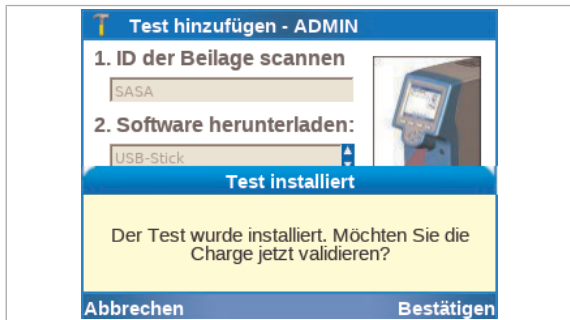 Test hinzufügen - ADMIN
1. ID der Beilage scannen
SASA
2. Software herunterladen:
USB-Stick
Test installiert
Der Test wurde installiert. Möchten Sie die
Charge jetzt validieren?
Abbrechen
Bestätigen